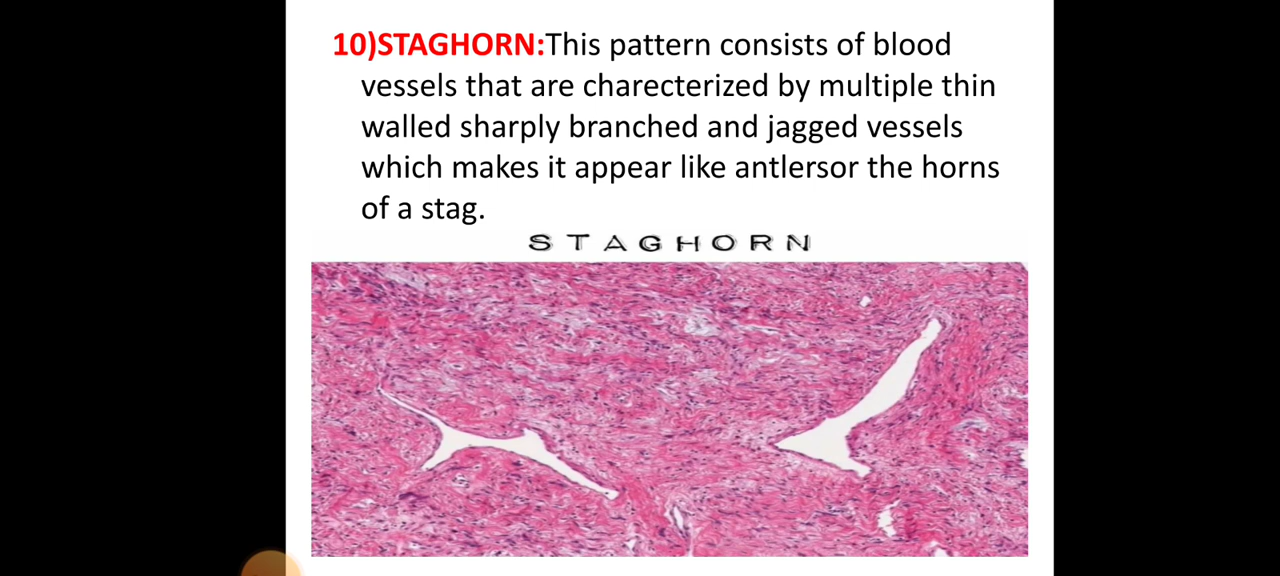 10)STAGHORN:This pattern consists of blood
vessels that are charecterized by multiple thin
walled sharply branched and jagged vessels
which makes it appear like antlersor the horns
of a stag.
STAGHORN